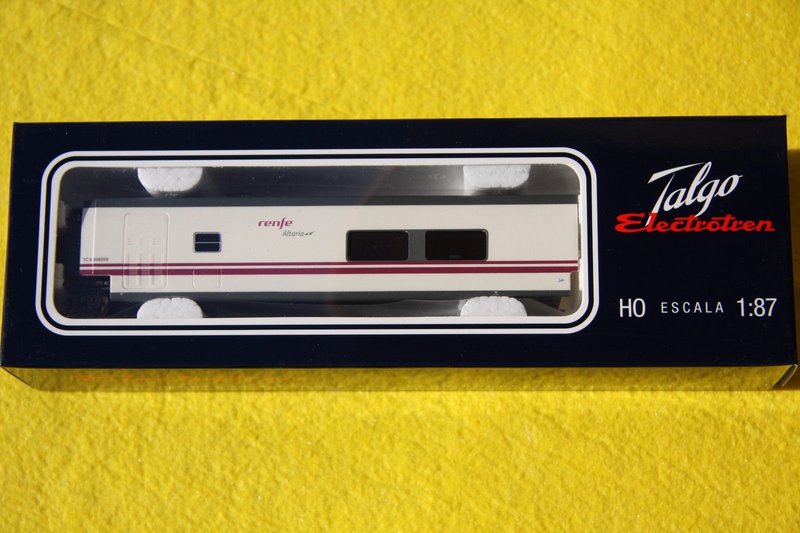 renfe
Altaria
Talgo
Electrotren
HO ESCALA 1:87